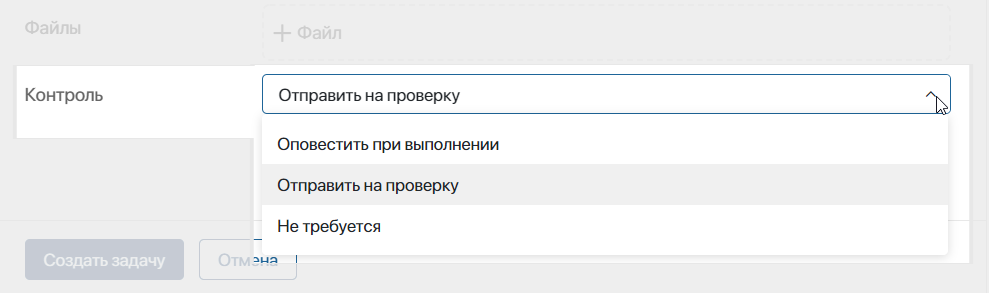 Файлы
+ Файл
Контроль
Отправить на проверку
Оповестить при выполнении
Отправить на проверку
Не требуется
Создать задачу
Отмена